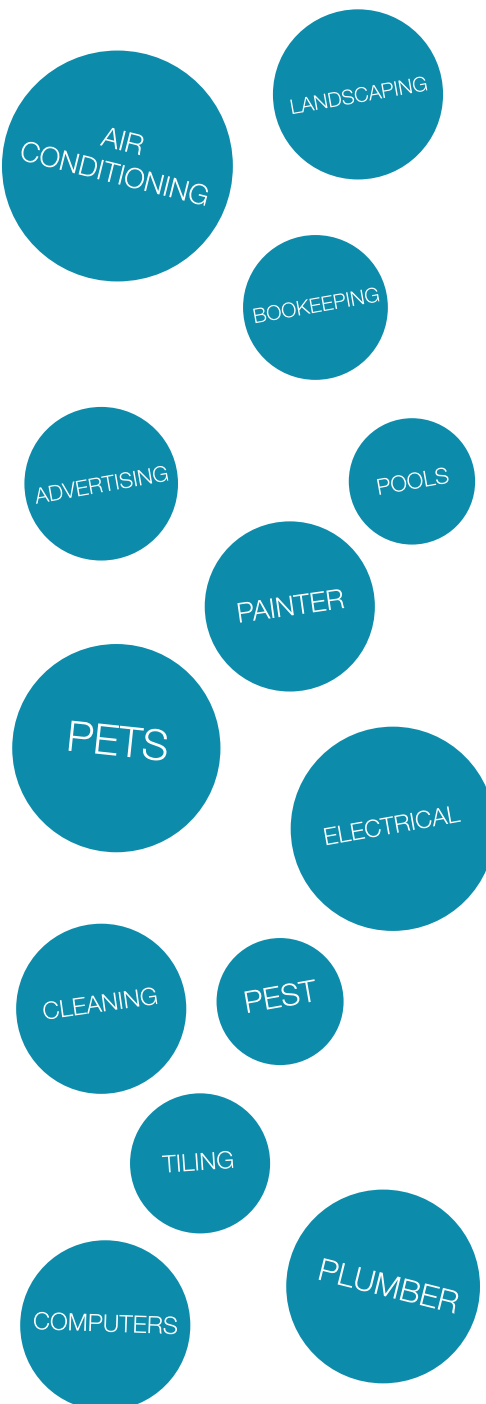 LANDSCAPING
AIR
CONDITIONING
BOOKEEPING
ADVERTISING
POOLS
PAINTER
PETS
ELECTRICAL
CLEANING
PEST
TILING
PLUMBER
COMPUTERS